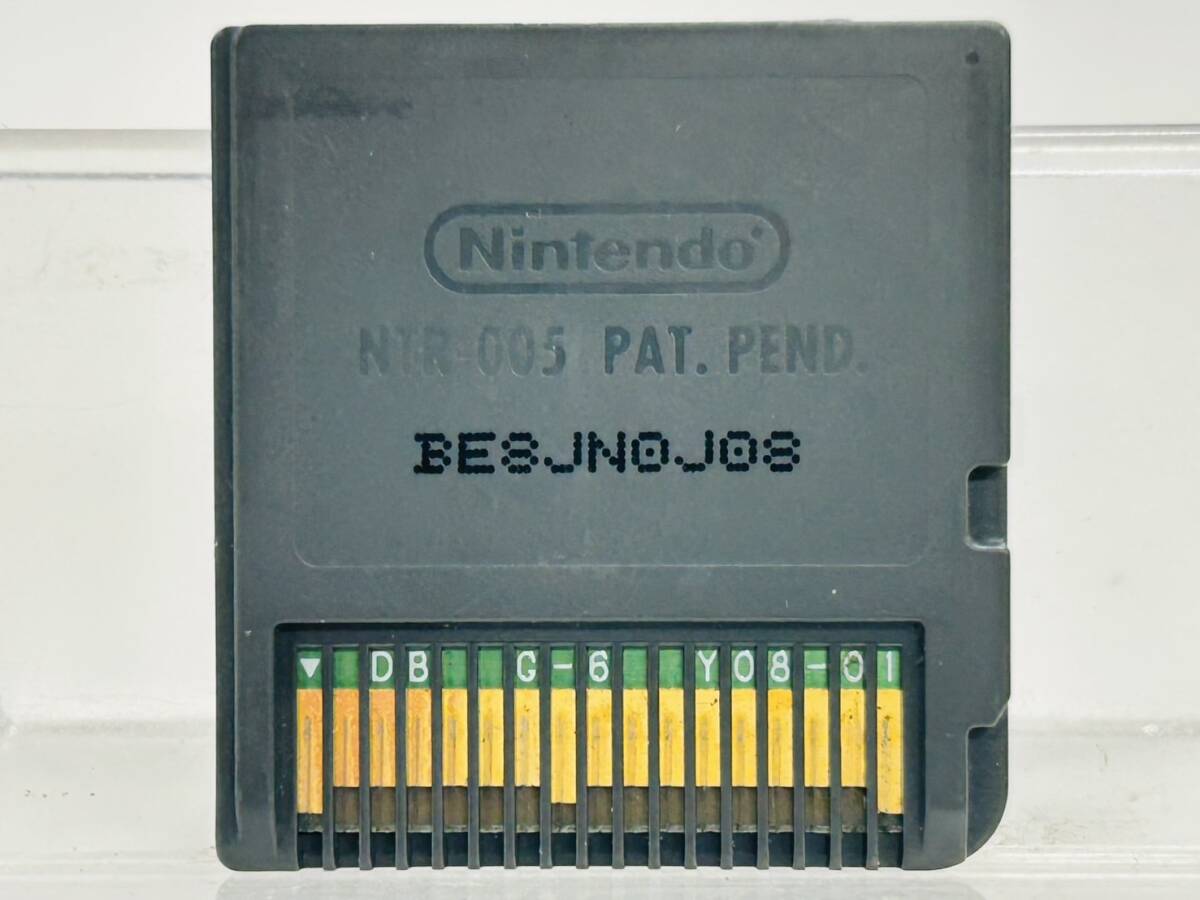 Nintendo
NTR-005 PAT. PEND.
BE8JN0J08
▼ DB G-6 Y08-01